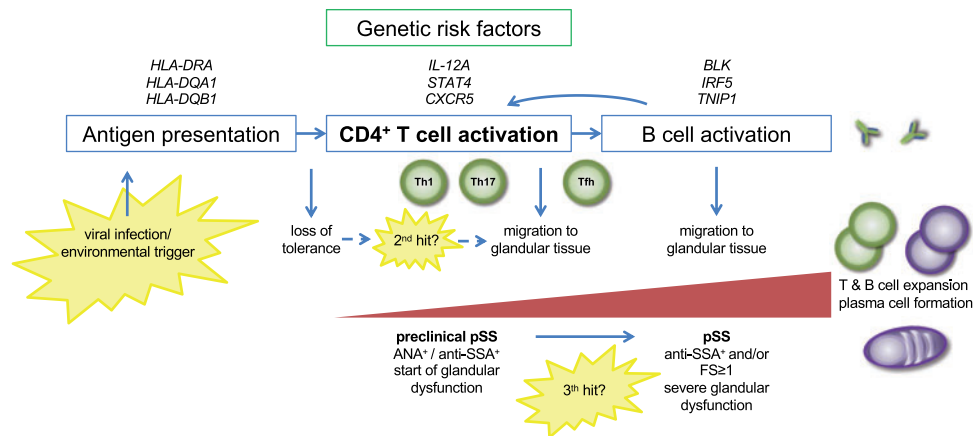 Genetic risk factors
HLA-DRA
HLA-DQA1
HLA-DQB1
IL-12A
STAT4
CXCR5
BLK
IRF5
TNIP1
Antigen presentation
CD4⁺ T cell activation
B cell activation
Th1
Th17
Tfh
viral infection/
environmental trigger
loss of
tolerance
2nd hit?
migration to
glandular tissue
migration to
glandular tissue
T & B cell expansion
plasma cell formation
preclinical pSS
ANA⁺ / anti-SSA⁺
start of glandular
dysfunction
3th hit?
pSS
anti-SSA⁺ and/or
FS≥1
severe glandular
dysfunction